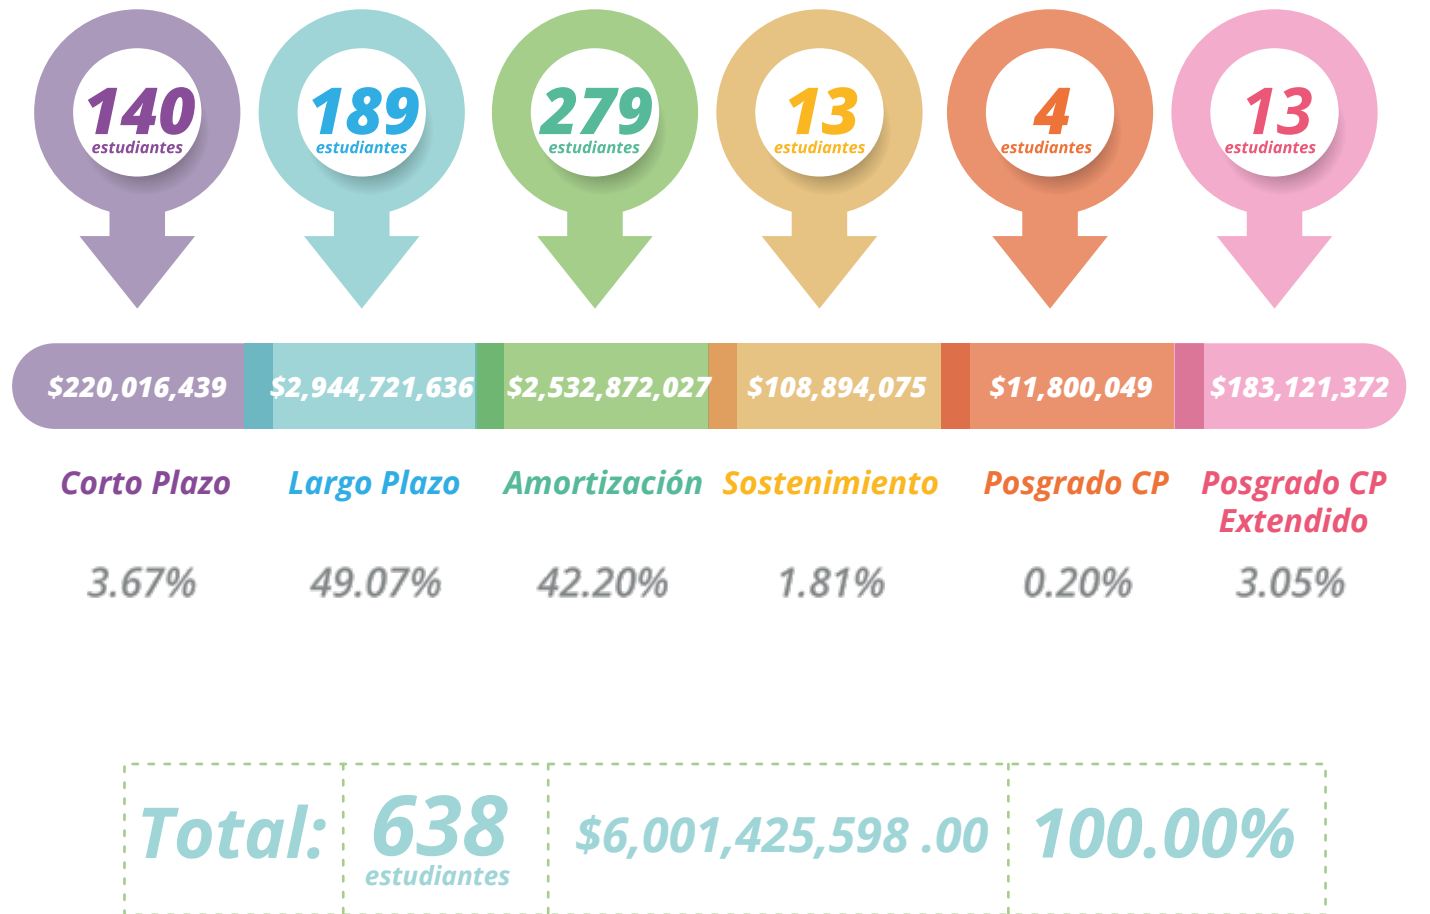 140 189 279 13 4 13
estudiantes estudiantes estudiantes estudiantes estudiantes estudiantes
$220,016,439 $2,944,721,636 $2,532,872,027 $108,894,075 $11,800,049 $183,121,372
Corto Plazo Largo Plazo Amortización Sostenimiento Posgrado CP Posgrado CP
Extendido
3.67% 49.07% 42.20% 1.81% 0.20% 3.05%
Total: 638 $6,001,425,598 .00 100.00%
estudiantes